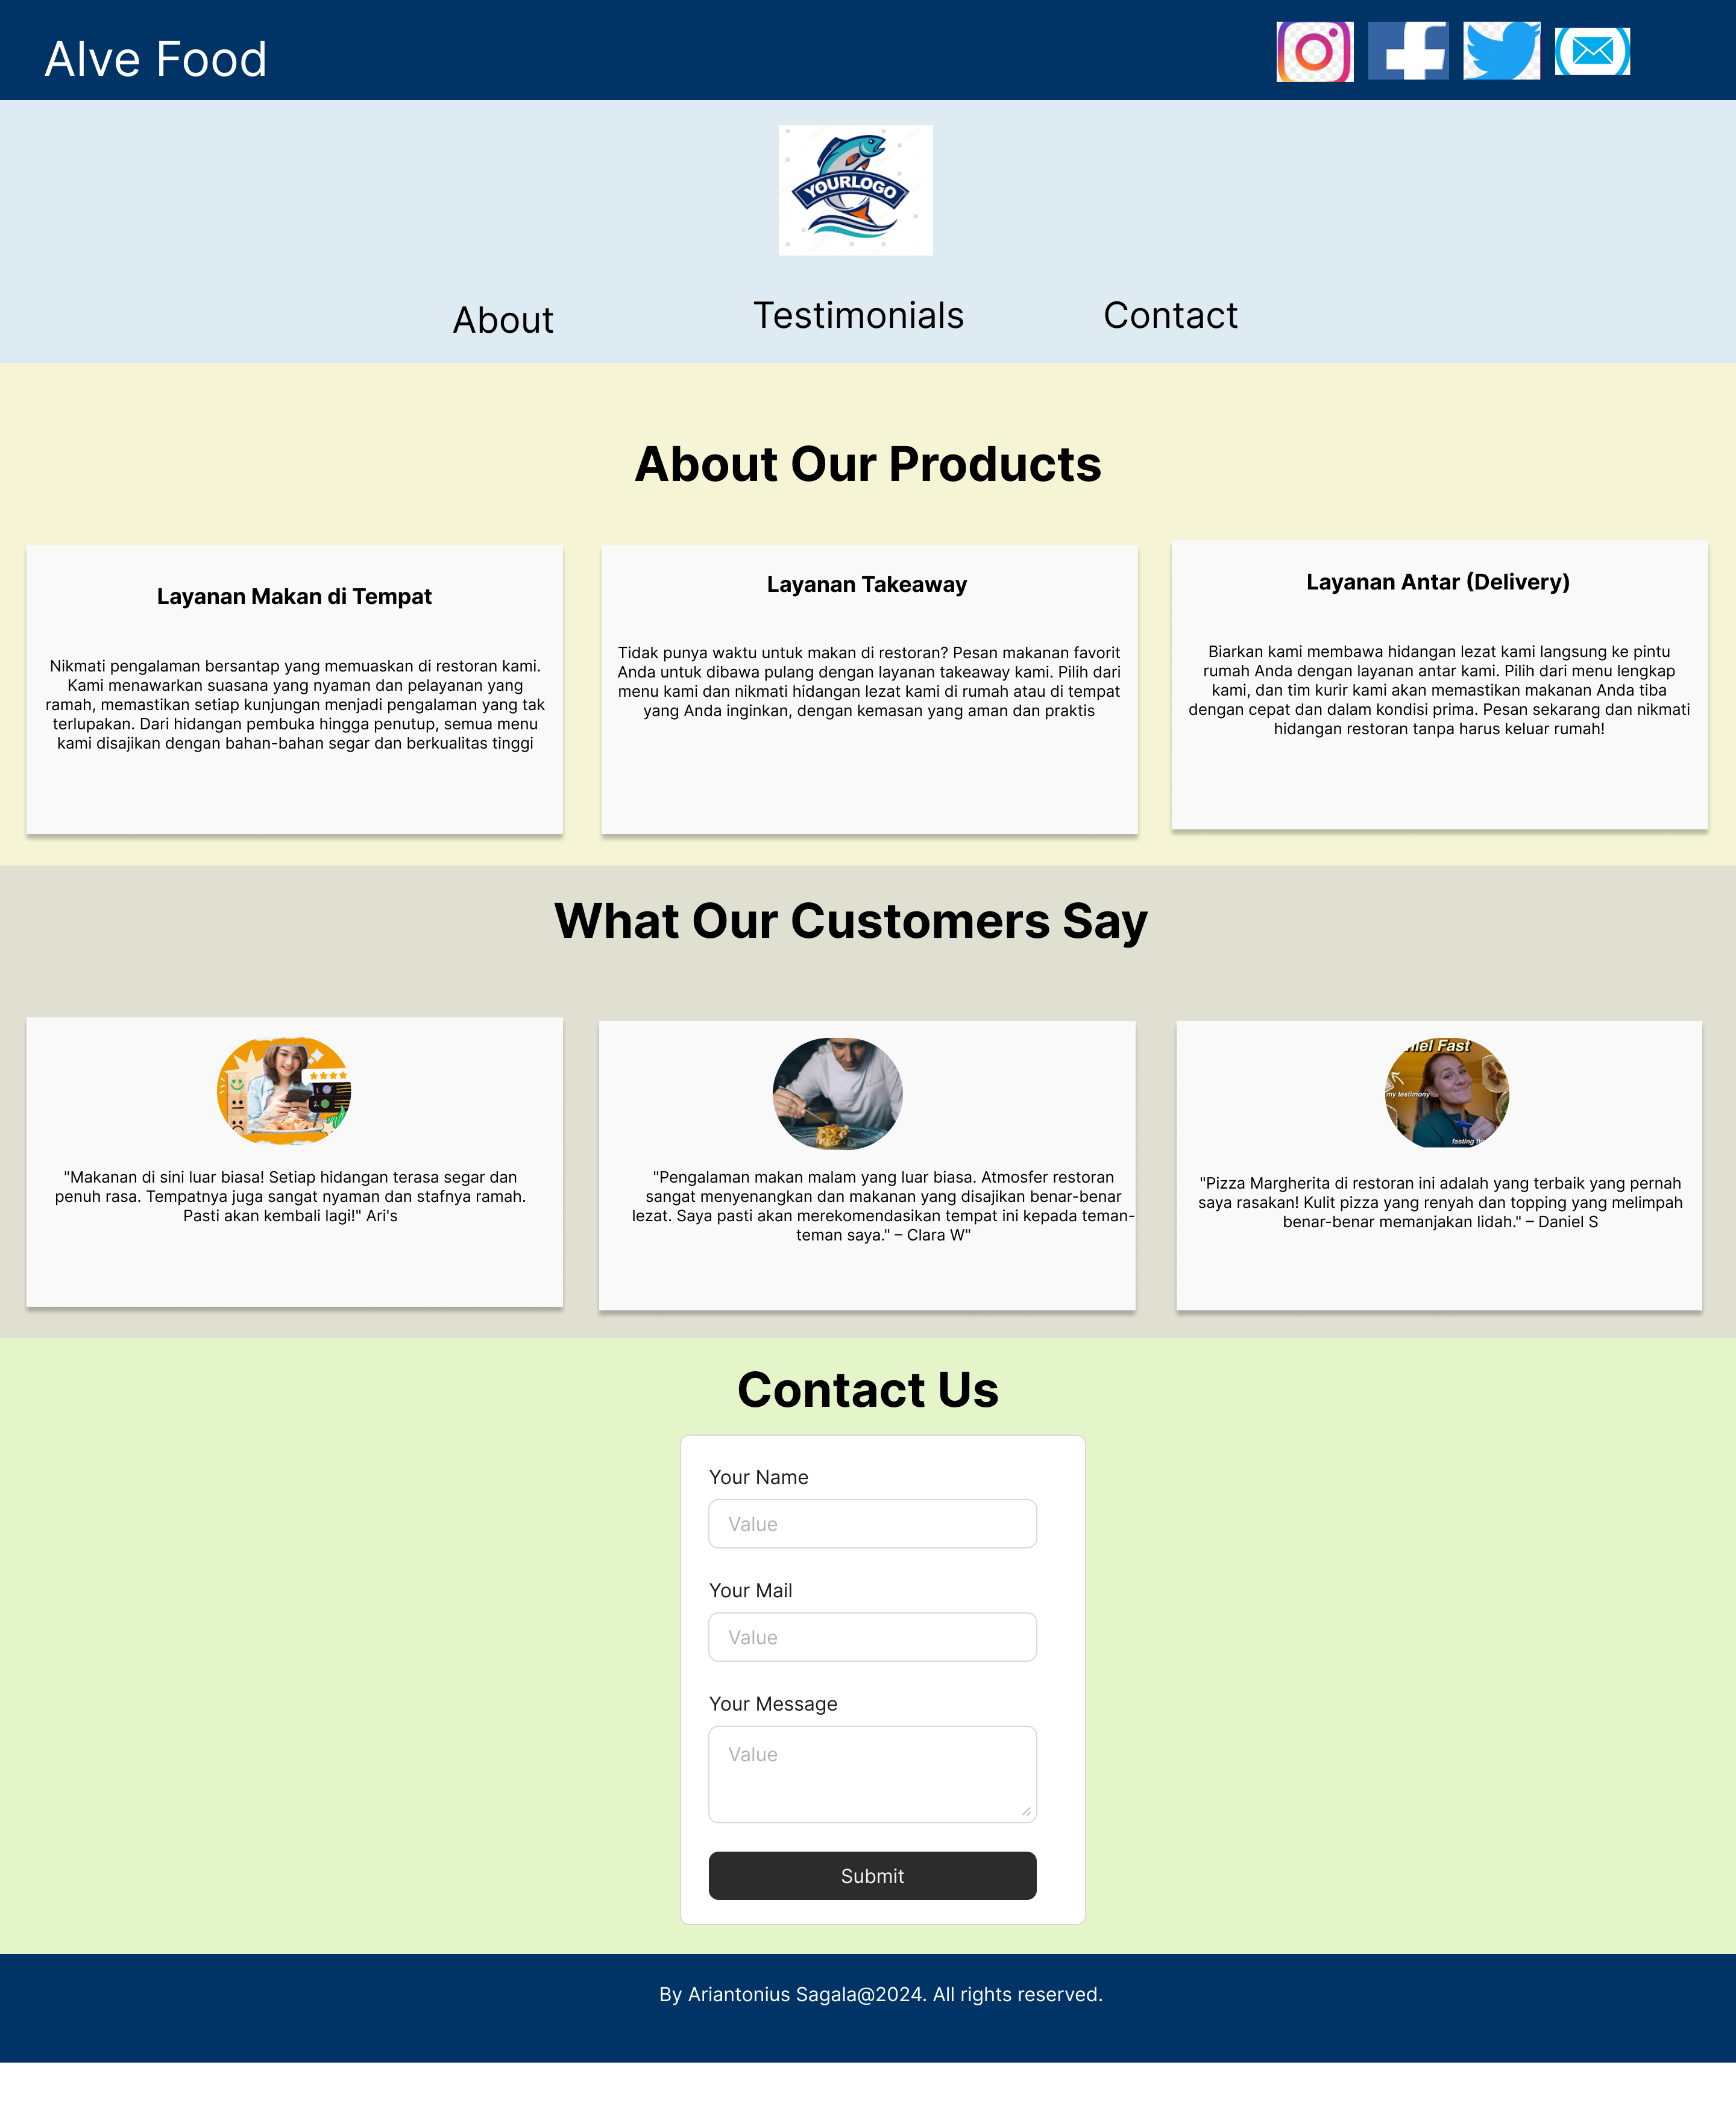 Alve Food
YOURLOGO
About
Testimonials
Contact
About Our Products
Layanan Makan di Tempat
Nikmati pengalaman bersantap yang memuaskan di restoran kami.
Kami menawarkan suasana yang nyaman dan pelayanan yang
ramah, memastikan setiap kunjungan menjadi pengalaman yang tak
terlupakan. Dari hidangan pembuka hingga penutup, semua menu
kami disajikan dengan bahan-bahan segar dan berkualitas tinggi
Layanan Takeaway
Tidak punya waktu untuk makan di restoran? Pesan makanan favorit
Anda untuk dibawa pulang dengan layanan takeaway kami. Pilih dari
menu kami dan nikmati hidangan lezat kami di rumah atau di tempat
yang Anda inginkan, dengan kemasan yang aman dan praktis
Layanan Antar (Delivery)
Biarkan kami membawa hidangan lezat kami langsung ke pintu
rumah Anda dengan layanan antar kami. Pilih dari menu lengkap
kami, dan tim kurir kami akan memastikan makanan Anda tiba
dengan cepat dan dalam kondisi prima. Pesan sekarang dan nikmati
hidangan restoran tanpa harus keluar rumah!
What Our Customers Say
"Makanan di sini luar biasa! Setiap hidangan terasa segar dan
penuh rasa. Tempatnya juga sangat nyaman dan stafnya ramah.
Pasti akan kembali lagi!" Ari's
"Pengalaman makan malam yang luar biasa. Atmosfer restoran
sangat menyenangkan dan makanan yang disajikan benar-benar
lezat. Saya pasti akan merekomendasikan tempat ini kepada teman-
teman saya." – Clara W"
Fast
my testimony
fasting
"Pizza Margherita di restoran ini adalah yang terbaik yang pernah
saya rasakan! Kulit pizza yang renyah dan topping yang melimpah
benar-benar memanjakan lidah." – Daniel S
Contact Us
Your Name
Value
Your Mail
Value
Your Message
Value
Submit
By Ariantonius Sagala@2024. All rights reserved.